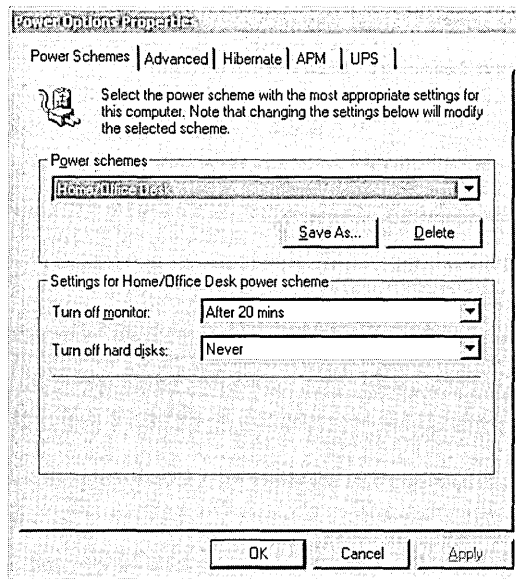 Power Options Properties
Power Schemes Advanced Hibernate APM UPS
Select the power scheme with the most appropriate settings for
this computer. Note that changing the settings below will modify
the selected scheme.
Power schemes
Home/Office Desk
Save As... Delete
Settings for Home/Office Desk power scheme
Turn off monitor: After 20 mins
Turn off hard disks: Never
OK Cancel Apply